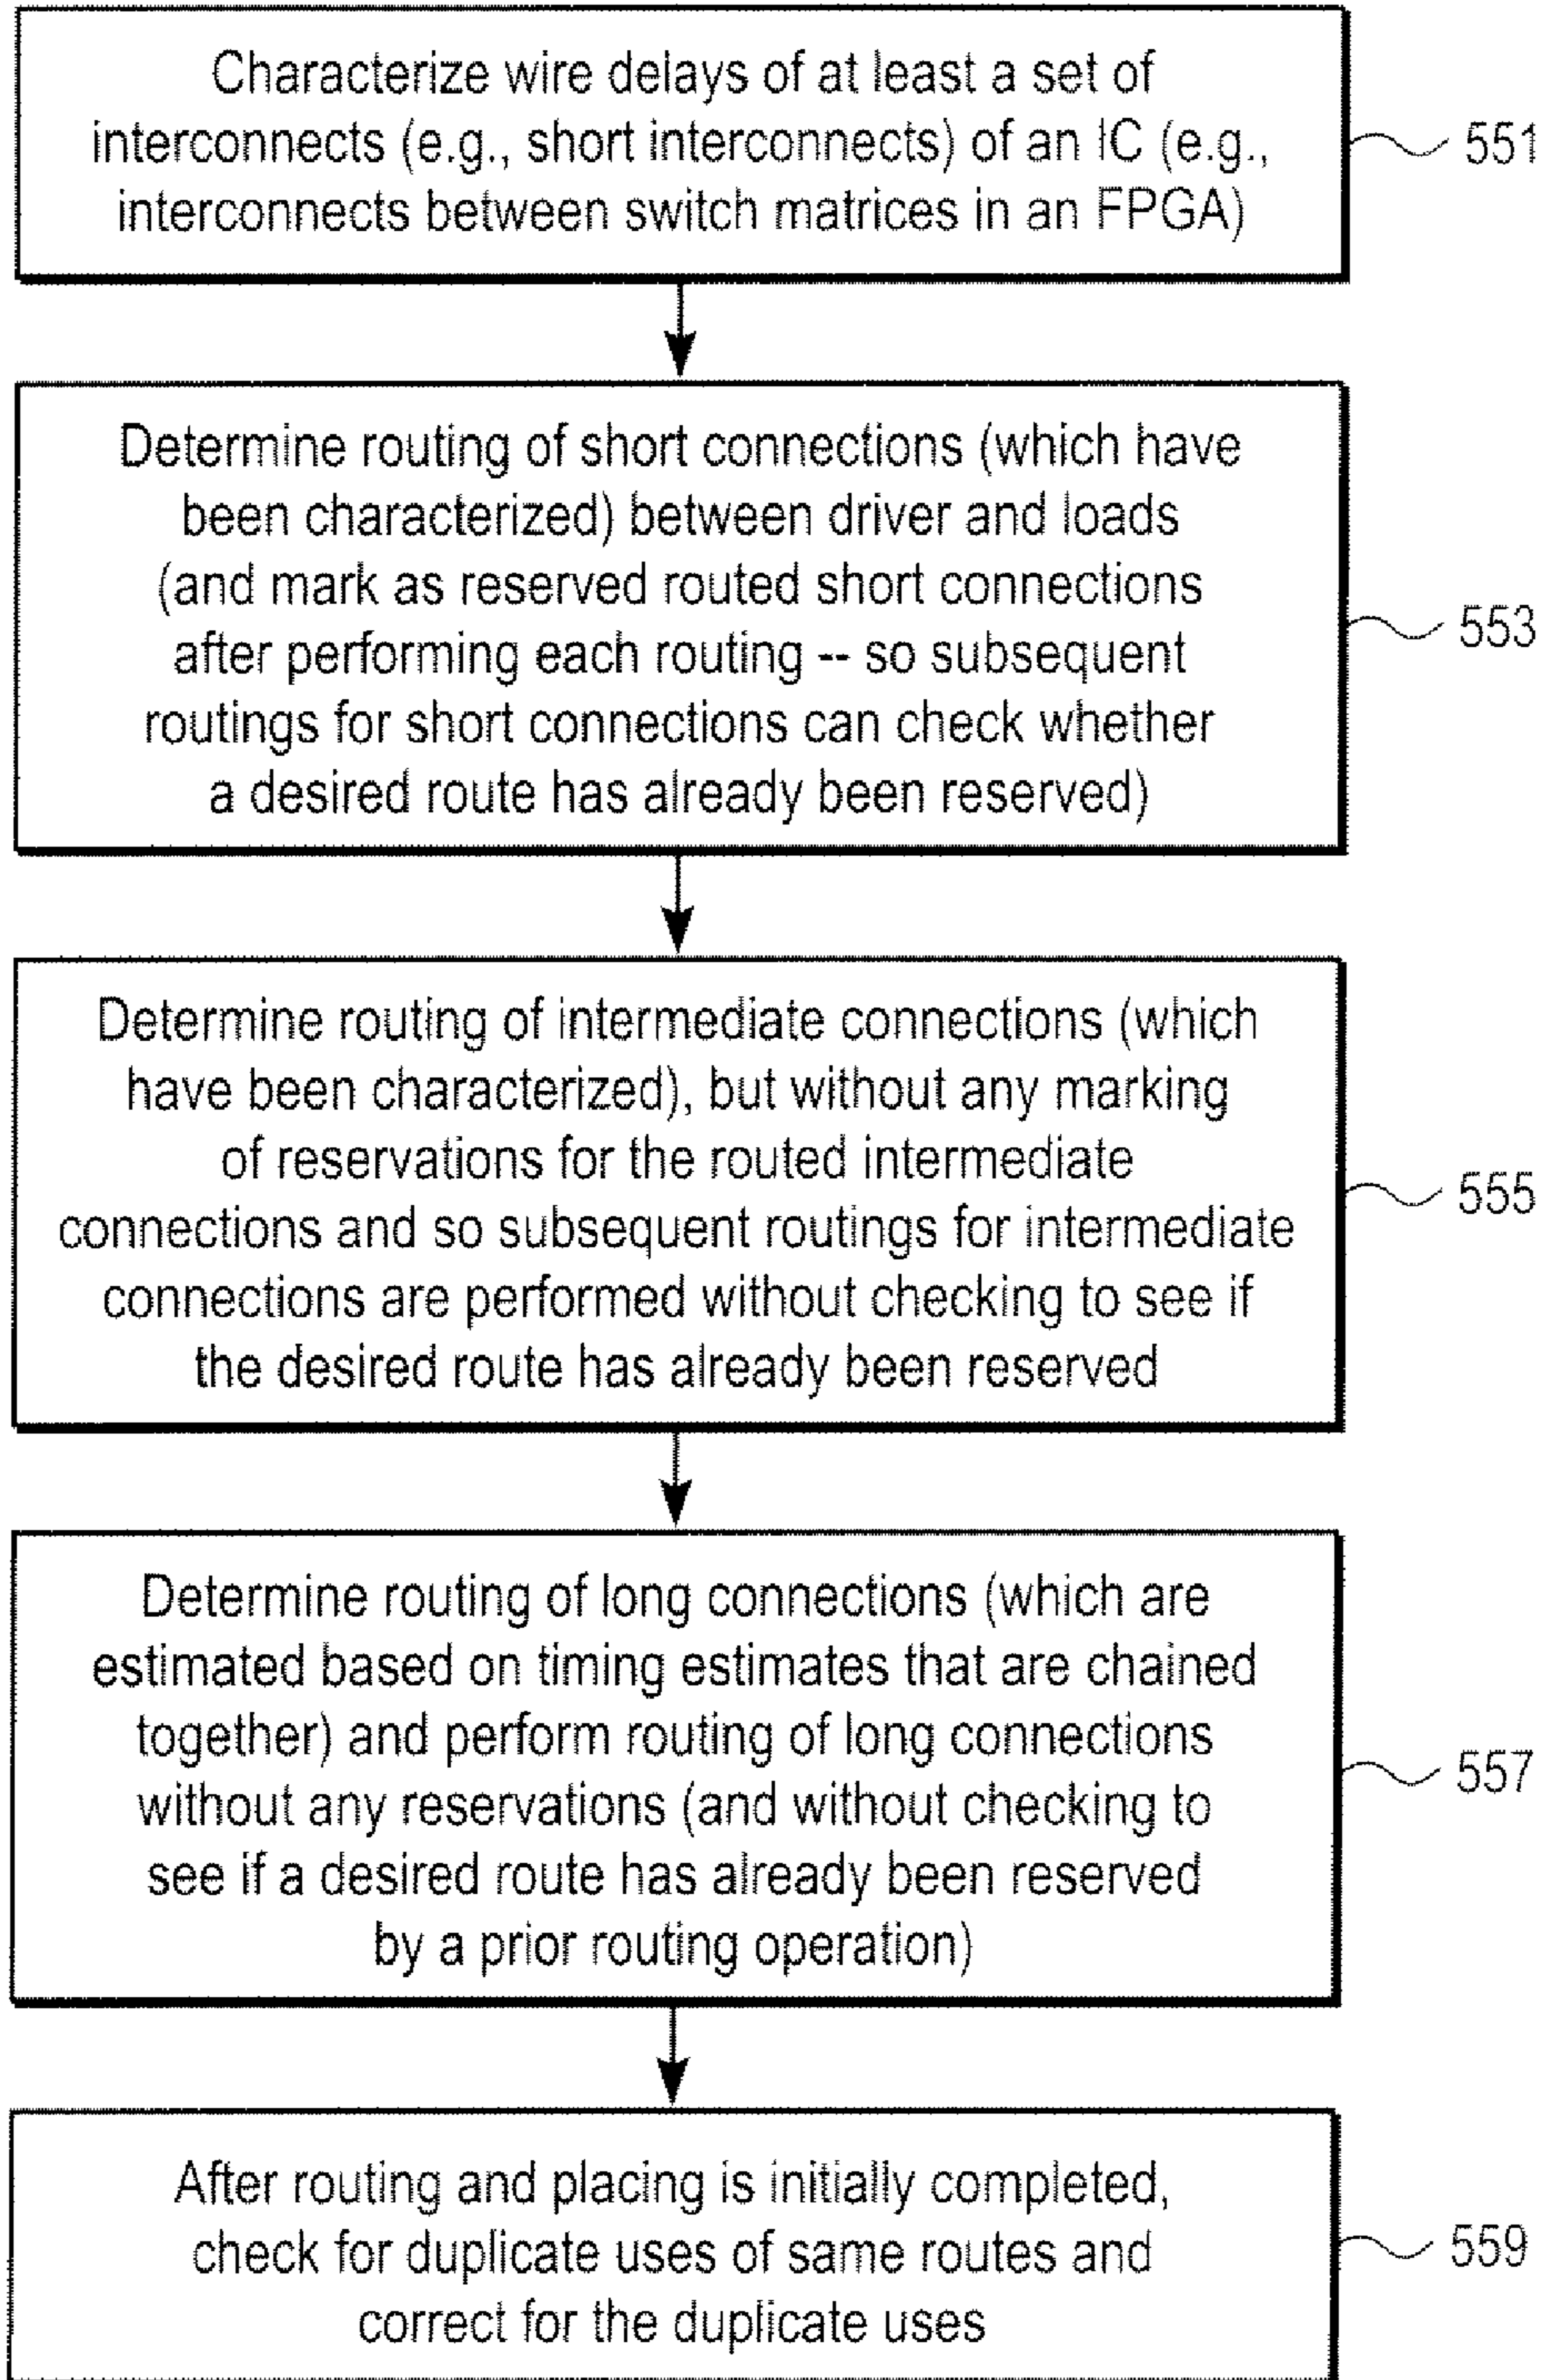 Characterize wire delays of at least a set of
interconnects (e.g., short interconnects) of an IC (e.g.,
interconnects between switch matrices in an FPGA)
551
Determine routing of short connections (which have
been characterized) between driver and loads
(and mark as reserved routed short connections
after performing each routing -- so subsequent
routings for short connections can check whether
a desired route has already been reserved)
553
Determine routing of intermediate connections (which
have been characterized), but without any marking
of reservations for the routed intermediate
connections and so subsequent routings for intermediate
connections are performed without checking to see if
the desired route has already been reserved
555
Determine routing of long connections (which are
estimated based on timing estimates that are chained
together) and perform routing of long connections
without any reservations (and without checking to
see if a desired route has already been reserved
by a prior routing operation)
557
After routing and placing is initially completed,
check for duplicate uses of same routes and
correct for the duplicate uses
559